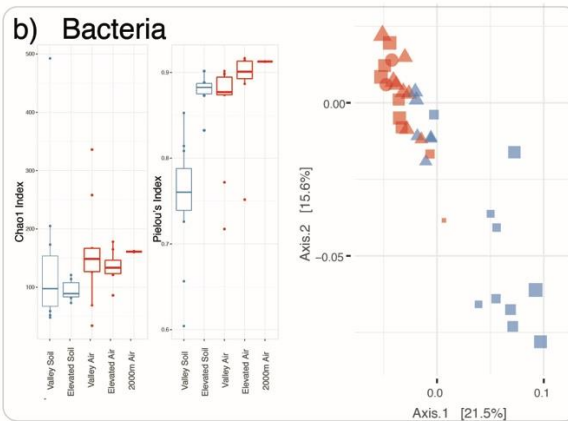 b) Bacteria
Chao1 Index
500
400
300
200
100
Valley Soil
Elevated Soil
Valley Air
Elevated Air
2000m Air
Pielou's Index
0.9
0.8
0.7
0.6
Valley Soil
Elevated Soil
Valley Air
Elevated Air
2000m Air
Axis.2 [15.6%]
0.00
−0.05
0.0
0.1
Axis.1 [21.5%]